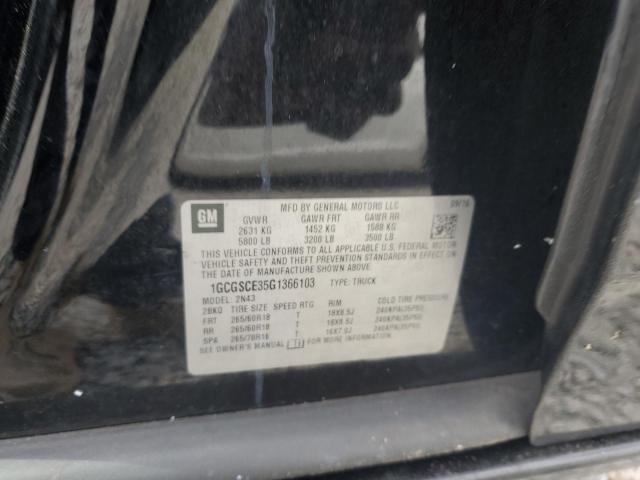 GM
MFD BY GENERAL MOTORS LLC
09/16
GVWR GAWR FRT GAWR RR
2631 KG 1452 KG 1588 KG
5800 LB 3200 LB 3500 LB
THIS VEHICLE CONFORMS TO ALL APPLICABLE U.S. FEDERAL MOTOR
VEHICLE SAFETY AND THEFT PREVENTION STANDARDS IN EFFECT ON
THE DATE OF MANUFACTURE SHOWN ABOVE.
1GCGSCE35G1366103 TYPE: TRUCK
MODEL: 2N43
2BKQ TIRE SIZE SPEED RTG RIM COLD TIRE PRESSURE
FRT 265/60R18 T 18X8.5J 240KPA(35PSI)
RR 265/60R18 T 18X8.5J 240KPA(35PSI)
SPA 265/70R16 T 16X7.0J 240KPA(35PSI)
SEE OWNER'S MANUAL FOR MORE INFORMATION